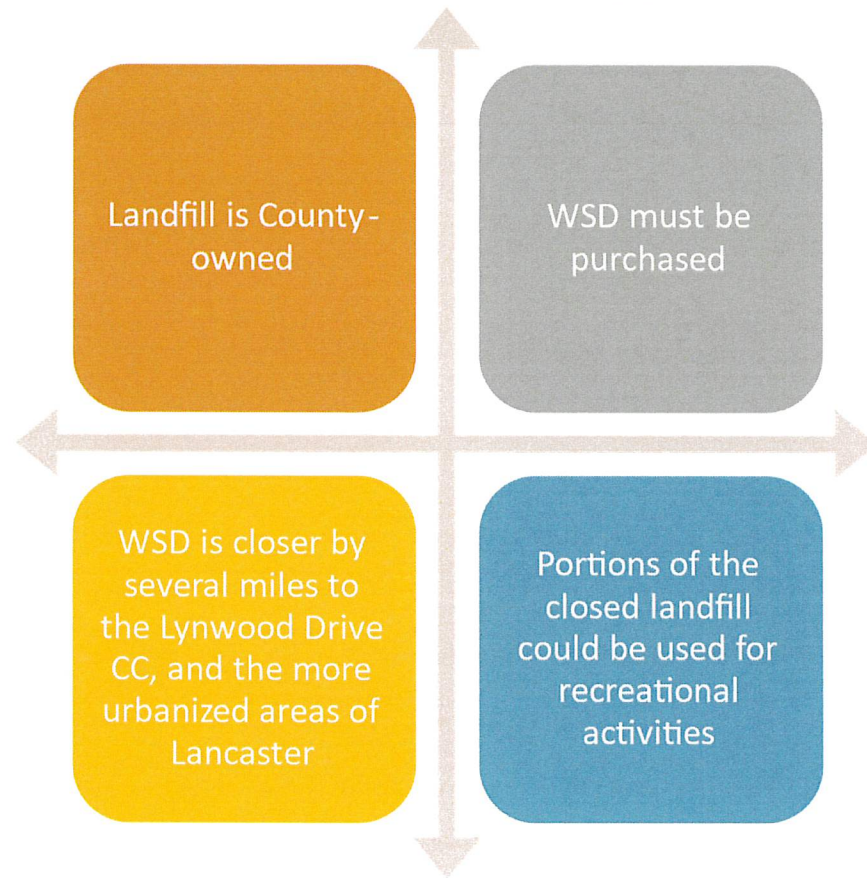 Landfill is County-
owned
WSD must be
purchased
WSD is closer by
several miles to
the Lynwood Drive
CC, and the more
urbanized areas of
Lancaster
Portions of the
closed landfill
could be used for
recreational
activities